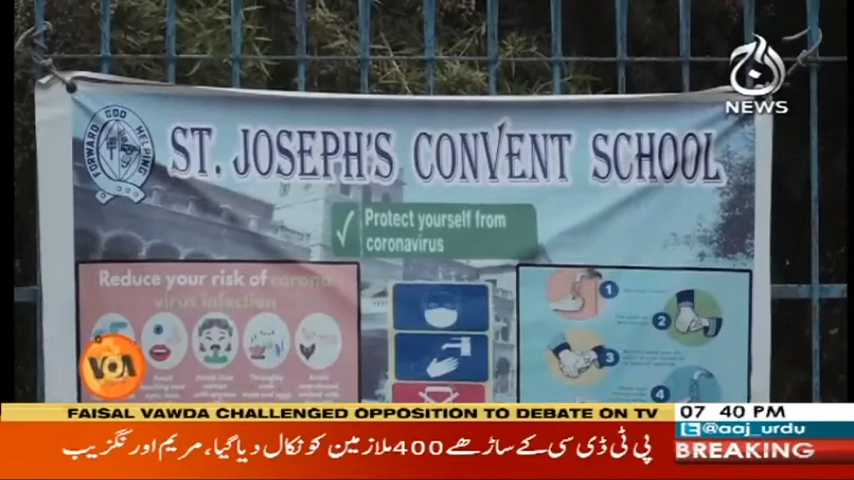 آج
NEWS
FORWARD GOD HELPING
ST. JOSEPH'S CONVENT SCHOOL
Protect yourself from
coronavirus
Reduce your risk of corona
virus infection
1
2
3
4
VOA
FAISAL VAWDA CHALLENGED OPPOSITION TO DEBATE ON TV
07 40 PM
@aaj_urdu
BREAKING
پی ٹی ڈی سی کے ساڑھے 400 ملازمین کو نکال دیا گیا، مریم اورنگزیب